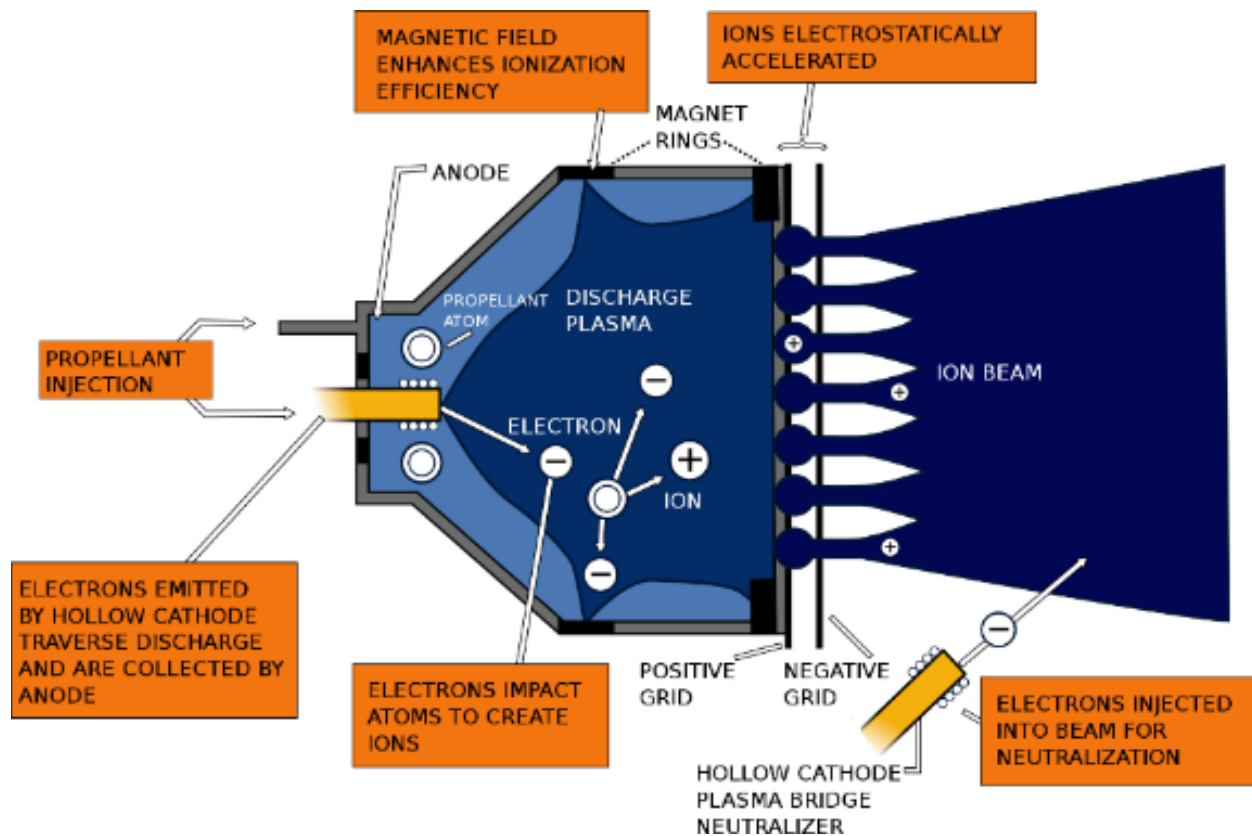 MAGNETIC FIELD
ENHANCES IONIZATION
EFFICIENCY
IONS ELECTROSTATICALLY
ACCELERATED
MAGNET
RINGS
ANODE
PROPELLANT
ATOM
DISCHARGE
PLASMA
PROPELLANT
INJECTION
ION BEAM
ELECTRON
ION
ELECTRONS EMITTED
BY HOLLOW CATHODE
TRAVERSE DISCHARGE
AND ARE COLLECTED BY
ANODE
ELECTRONS IMPACT
ATOMS TO CREATE
IONS
POSITIVE
GRID
NEGATIVE
GRID
ELECTRONS INJECTED
INTO BEAM FOR
NEUTRALIZATION
HOLLOW CATHODE
PLASMA BRIDGE
NEUTRALIZER